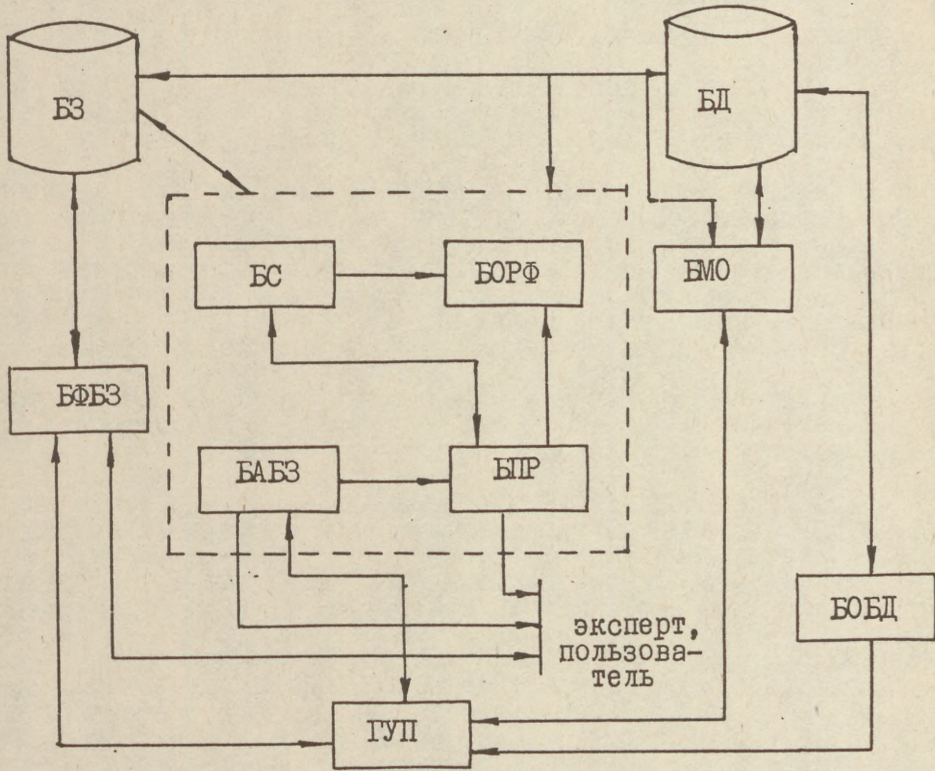 БЗ
БД
БС
БОРФ
БМО
БФБЗ
БАБЗ
БПР
БОБД
эксперт,
пользова-
тель
ГУП